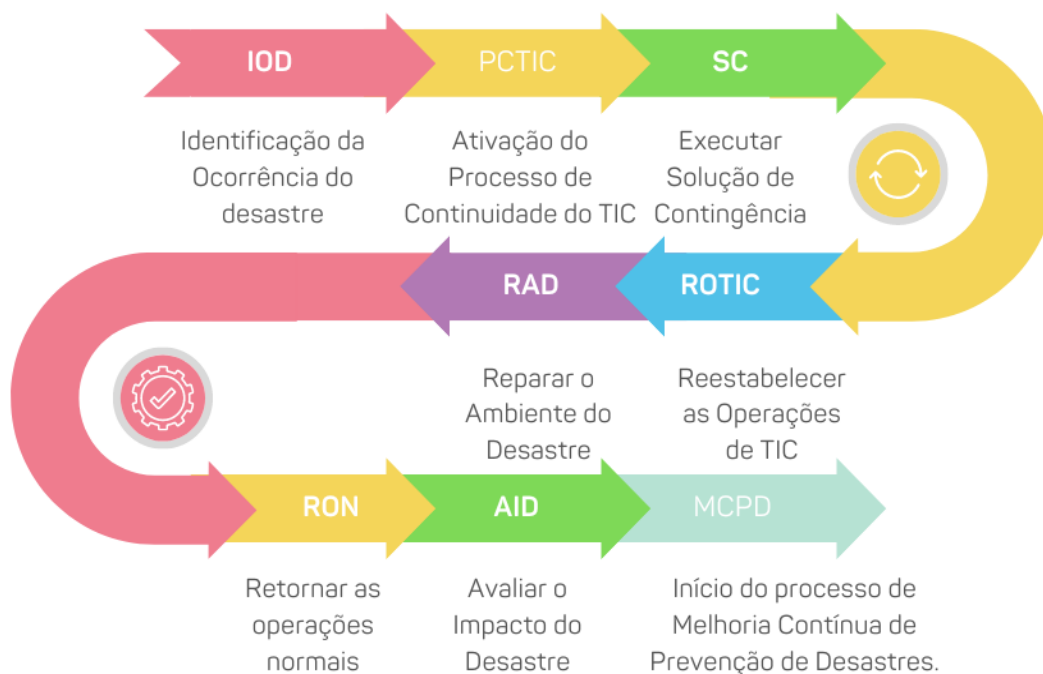 IOD
PCTIC
SC
Identificação da
Ocorrência do
desastre
Ativação do
Processo de
Continuidade do TIC
Executar
Solução de
Contingência
RAD
ROTIC
Reparar o
Ambiente do
Desastre
Reestabelecer
as Operações
de TIC
RON
AID
MCPD
Retornar as
operações
normais
Avaliar o
Impacto do
Desastre
Início do processo de
Melhoria Contínua de
Prevenção de Desastres.